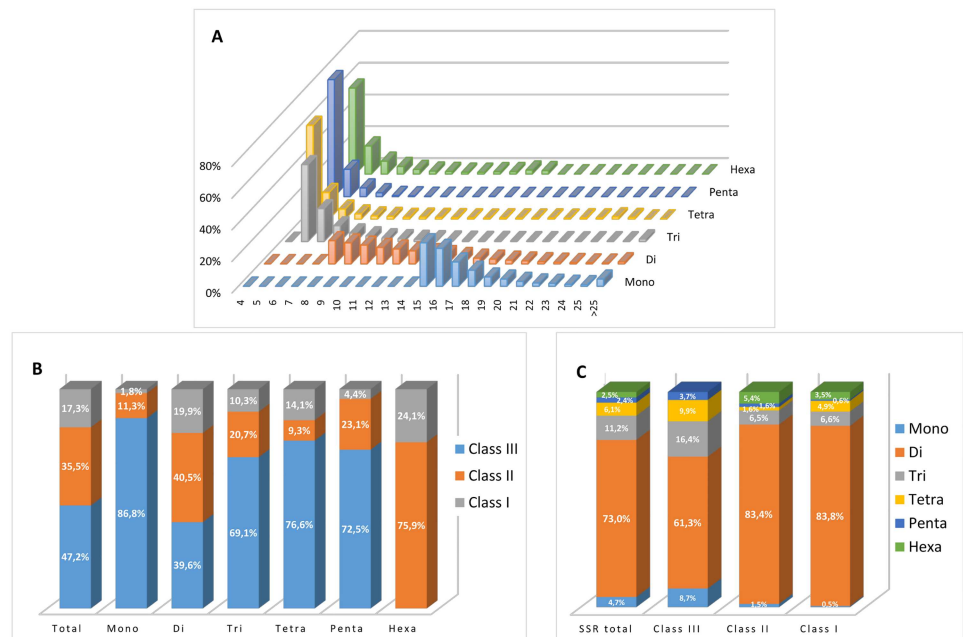 A
80%
60%
40%
20%
0%
Hexa
Penta
Tetra
Tri
Di
Mono
4
5
6
7
8
9
10
11
12
13
14
15
16
17
18
19
20
21
22
23
24
25
>25
B
17,3% 1,8% 19,9% 10,3% 14,1% 4,4% 24,1%
35,5% 11,3% 40,5% 20,7% 9,3% 23,1% 75,9%
47,2% 86,8% 39,6% 69,1% 76,6% 72,5%
Total Mono Di Tri Tetra Penta Hexa
Class III
Class II
Class I
C
2,5% 3,7% 5,4% 3,5%
2,4% 1,6% 0,6%
6,1% 9,9% 1,6% 4,9%
11,2% 16,4% 6,5% 6,6%
73,0% 61,3% 83,4% 83,8%
4,7% 8,7% 1,5% 0,5%
SSR total Class III Class II Class I
Mono
Di
Tri
Tetra
Penta
Hexa